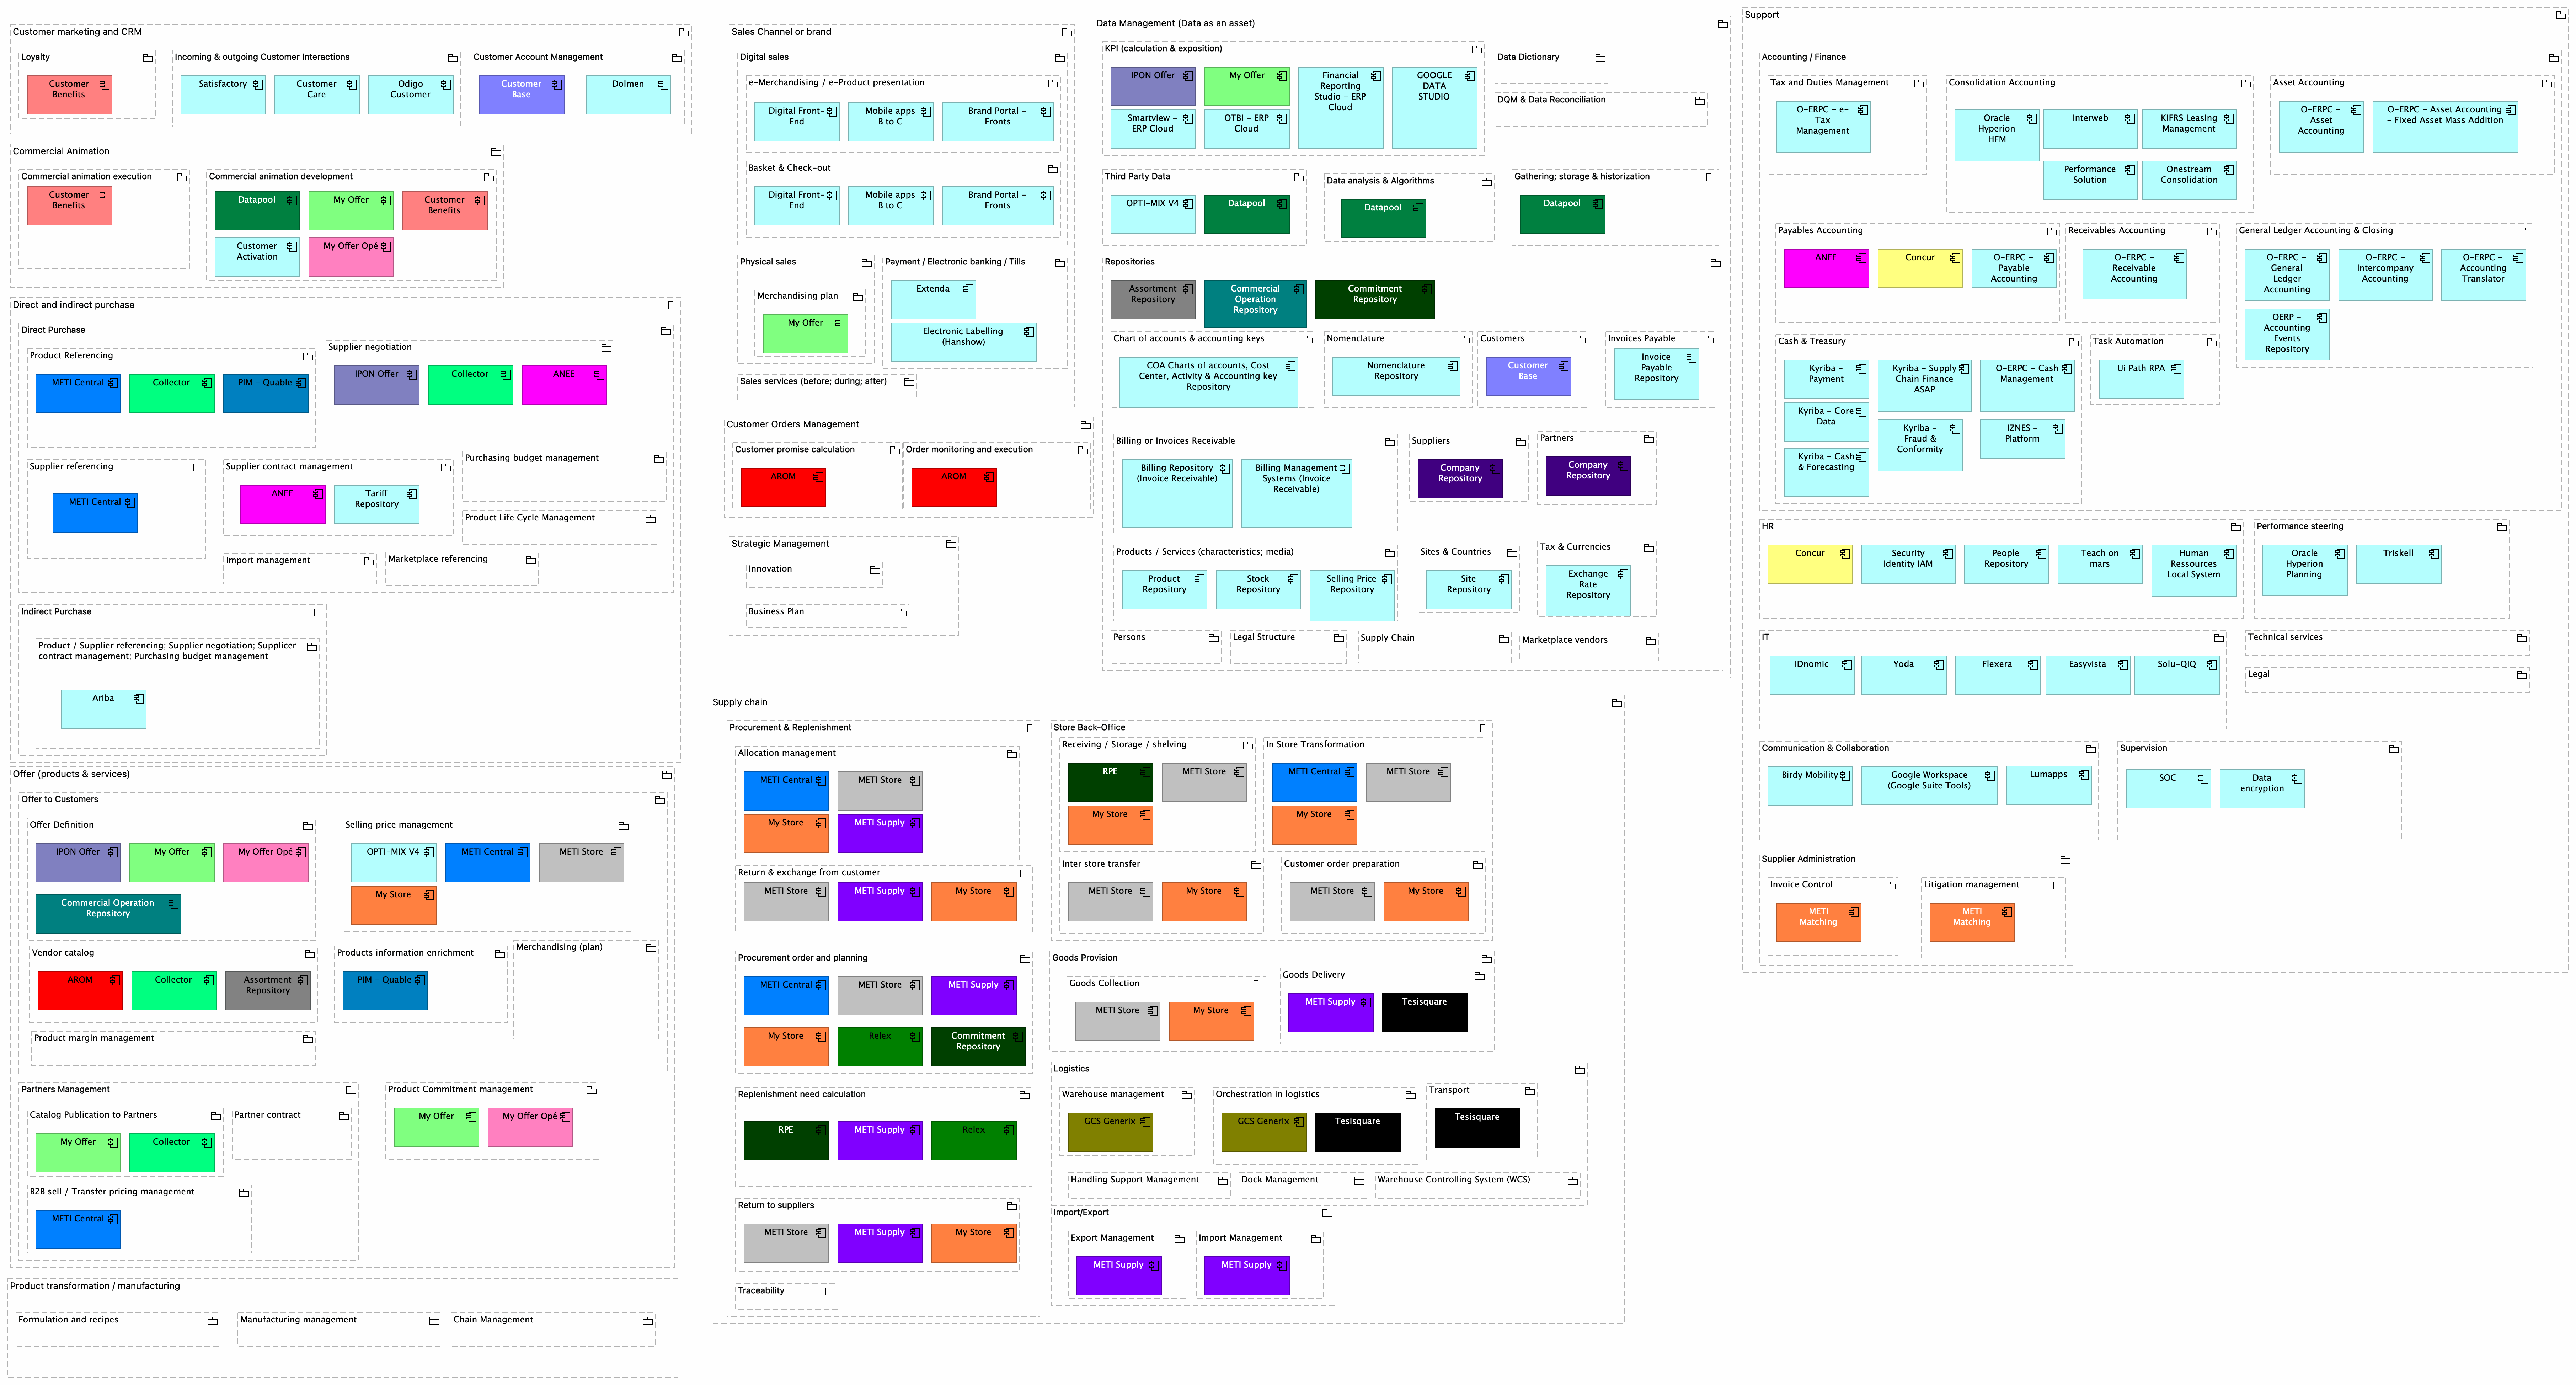 Customer marketing and CRM
Loyalty
Customer
Benefits
Incoming & outgoing Customer Interactions
Satisfactory
Customer
Care
Odigo
Customer
Customer Account Management
Customer
Base
Dolmen
Commercial Animation
Commercial animation execution
Customer
Benefits
Commercial animation development
Datapool
My Offer
Customer
Benefits
Customer
Activation
My Offer Opé
Direct and indirect purchase
Direct Purchase
Product Referencing
METI Central
Collector
PIM - Quable
Supplier negotiation
IPON Offer
Collector
ANEE
Supplier referencing
METI Central
Supplier contract management
ANEE
Tariff
Repository
Purchasing budget management
Product Life Cycle Management
Import management
Marketplace referencing
Indirect Purchase
Product / Supplier referencing; Supplier negotiation; Supplicer
contract management; Purchasing budget management
Ariba
Offer (products & services)
Offer to Customers
Offer Definition
IPON Offer
My Offer
My Offer Opé
Commercial Operation
Repository
Selling price management
OPTI-MIX V4
METI Central
METI Store
My Store
Vendor catalog
AROM
Collector
Assortment
Repository
Products information enrichment
PIM - Quable
Merchandising (plan)
Product margin management
Partners Management
Catalog Publication to Partners
My Offer
Collector
Partner contract
B2B sell / Transfer pricing management
METI Central
Product Commitment management
My Offer
My Offer Opé
Product transformation / manufacturing
Formulation and recipes
Manufacturing management
Chain Management
Sales Channel or brand
Digital sales
e-Merchandising / e-Product presentation
Digital Front-
End
Mobile apps
B to C
Brand Portal -
Fronts
Basket & Check-out
Digital Front-
End
Mobile apps
B to C
Brand Portal -
Fronts
Physical sales
Merchandising plan
My Offer
Payment / Electronic banking / Tills
Extenda
Electronic Labelling
(Hanshow)
Sales services (before; during; after)
Customer Orders Management
Customer promise calculation
AROM
Order monitoring and execution
AROM
Strategic Management
Innovation
Business Plan
Data Management (Data as an asset)
KPI (calculation & exposition)
IPON Offer
My Offer
Financial
Reporting
Studio - ERP
Cloud
GOOGLE
DATA
STUDIO
Smartview -
ERP Cloud
OTBI - ERP
Cloud
Data Dictionary
DQM & Data Reconciliation
Third Party Data
OPTI-MIX V4
Datapool
Data analysis & Algorithms
Datapool
Gathering; storage & historization
Datapool
Repositories
Assortment
Repository
Commercial
Operation
Repository
Commitment
Repository
Chart of accounts & accounting keys
COA Charts of accounts, Cost
Center, Activity & Accounting key
Repository
Nomenclature
Nomenclature
Repository
Customers
Customer
Base
Invoices Payable
Invoice
Payable
Repository
Billing or Invoices Receivable
Billing Repository
(Invoice Receivable)
Billing Management
Systems (Invoice
Receivable)
Suppliers
Company
Repository
Partners
Company
Repository
Products / Services (characteristics; media)
Product
Repository
Stock
Repository
Selling Price
Repository
Sites & Countries
Site
Repository
Tax & Currencies
Exchange
Rate
Repository
Persons
Legal Structure
Supply Chain
Marketplace vendors
Supply chain
Procurement & Replenishment
Allocation management
METI Central
METI Store
My Store
METI Supply
Return & exchange from customer
METI Store
METI Supply
My Store
Procurement order and planning
METI Central
METI Store
METI Supply
My Store
Relex
Commitment
Repository
Replenishment need calculation
RPE
METI Supply
Relex
Return to suppliers
METI Store
METI Supply
My Store
Traceability
Store Back-Office
Receiving / Storage / shelving
RPE
METI Store
My Store
In Store Transformation
METI Central
METI Store
My Store
Inter store transfer
METI Store
My Store
Customer order preparation
METI Store
My Store
Goods Provision
Goods Collection
METI Store
My Store
Goods Delivery
METI Supply
Tesisquare
Logistics
Warehouse management
GCS Generix
Orchestration in logistics
GCS Generix
Tesisquare
Transport
Tesisquare
Handling Support Management
Dock Management
Warehouse Controlling System (WCS)
Import/Export
Export Management
METI Supply
Import Management
METI Supply
Support
Accounting / Finance
Tax and Duties Management
O-ERPC - e-
Tax
Management
Consolidation Accounting
Oracle
Hyperion
HFM
Interweb
KIFRS Leasing
Management
Performance
Solution
Onestream
Consolidation
Asset Accounting
O-ERPC -
Asset
Accounting
O-ERPC - Asset Accounting
- Fixed Asset Mass Addition
Payables Accounting
ANEE
Concur
O-ERPC -
Payable
Accounting
Receivables Accounting
O-ERPC -
Receivable
Accounting
General Ledger Accounting & Closing
O-ERPC -
General
Ledger
Accounting
O-ERPC -
Intercompany
Accounting
O-ERPC -
Accounting
Translator
OERP -
Accounting
Events
Repository
Cash & Treasury
Kyriba -
Payment
Kyriba - Supply
Chain Finance
ASAP
O-ERPC - Cash
Management
Kyriba - Core
Data
Kyriba -
Fraud &
Conformity
IZNES -
Platform
Kyriba - Cash
& Forecasting
Task Automation
Ui Path RPA
HR
Concur
Security
Identity IAM
People
Repository
Teach on
mars
Human
Ressources
Local System
Performance steering
Oracle
Hyperion
Planning
Triskell
IT
IDnomic
Yoda
Flexera
Easyvista
Solu-QIQ
Technical services
Legal
Communication & Collaboration
Birdy Mobility
Google Workspace
(Google Suite Tools)
Lumapps
Supervision
SOC
Data
encryption
Supplier Administration
Invoice Control
METI
Matching
Litigation management
METI
Matching